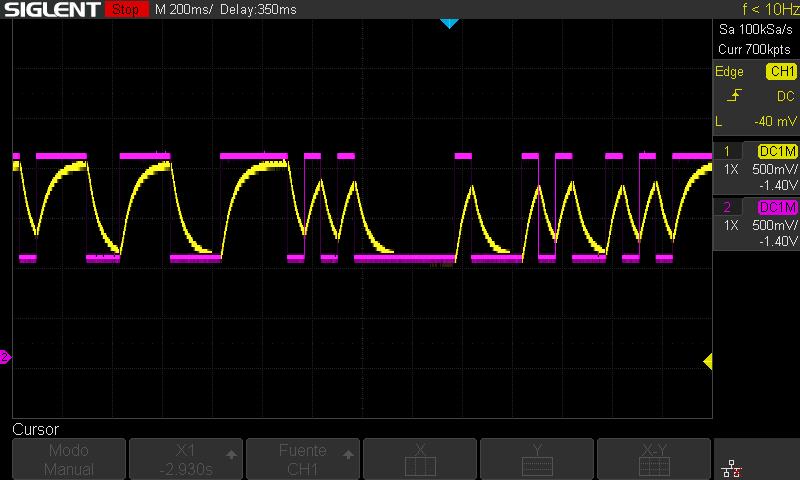 SIGLENT Stop M 200ms/ Delay:350ms f < 10Hz
Sa 100kSa/s
Curr 700kpts
Edge CH1
DC
L -40 mV
1 DC1M
1X 500mV/
-1.40V
2 DC1M
1X 500mV/
-1.40V
2
Cursor
Modo X1 Fuente X Y X-Y
Manual -2.930s CH1